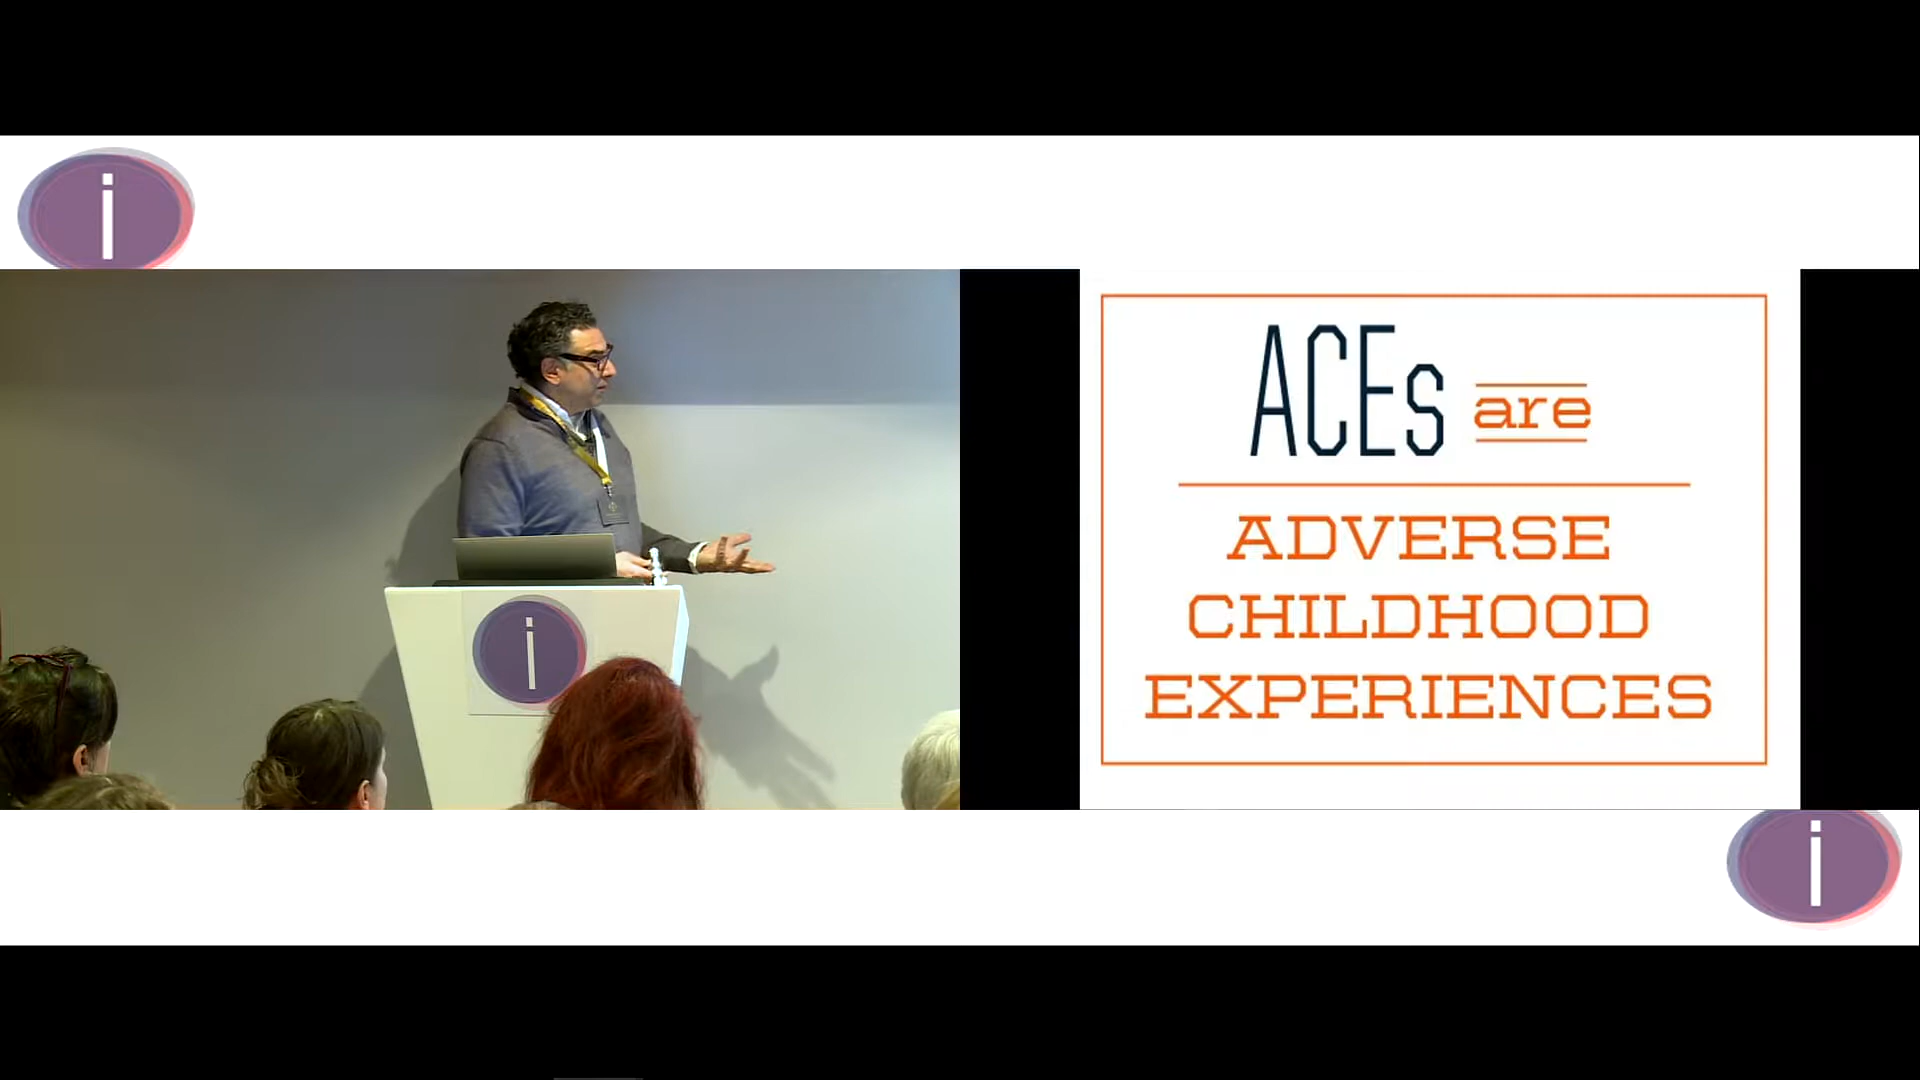 i
i
ACEs are
ADVERSE
CHILDHOOD
EXPERIENCES
i